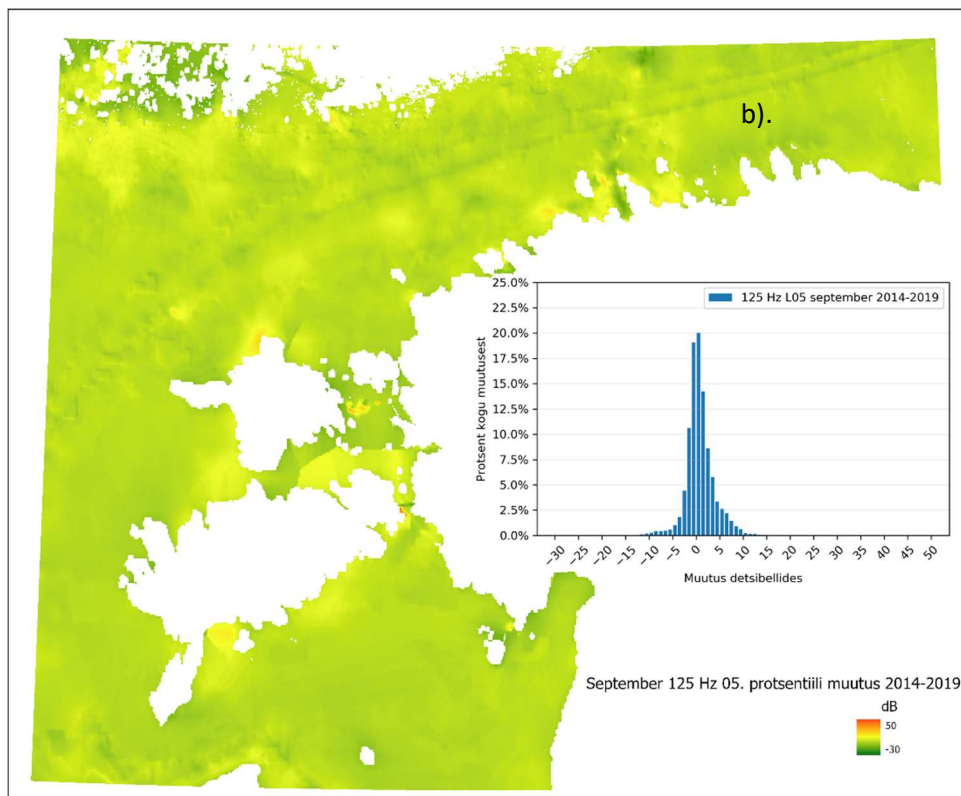 b).
25.0%
125 Hz L05 september 2014-2019
22.5%
20.0%
17.5%
15.0%
12.5%
10.0%
7.5%
5.0%
2.5%
0.0%
Protsent kogu muutusest
−30 −25 −20 −15 −10 −5 0 5 10 15 20 25 30 35 40 45 50
Muutus detsibellides
September 125 Hz 05. protsentiili muutus 2014-2019
dB
50
-30